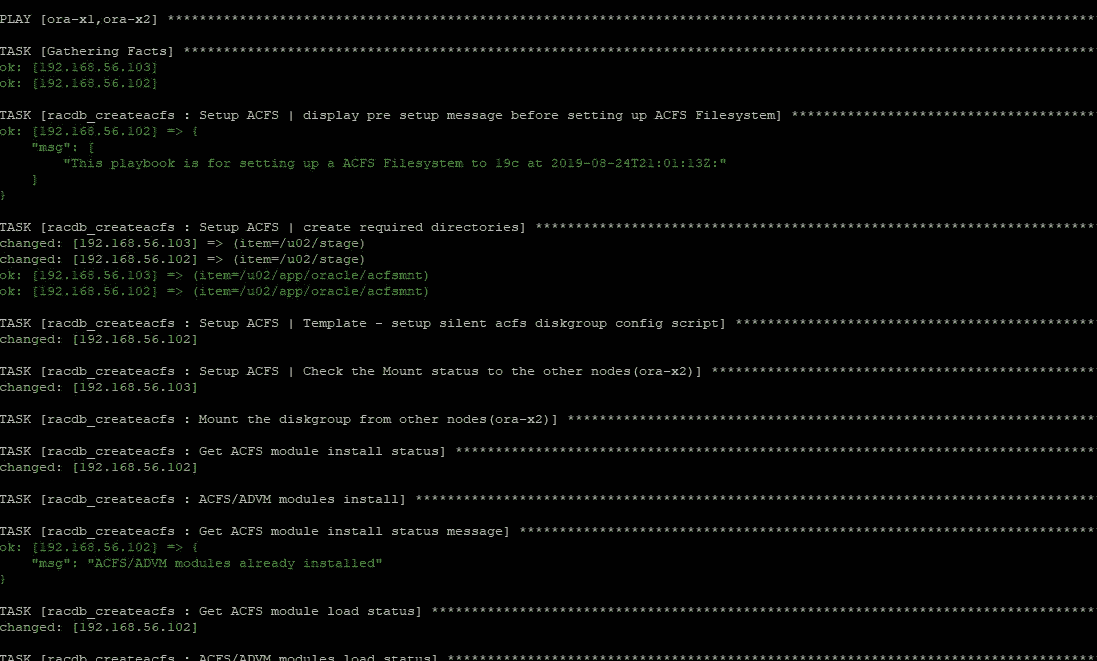 PLAY [ora-x1,ora-x2] ********************************************************************************************************************
TASK [Gathering Facts] ******************************************************************************************************************
ok: [192.168.56.103]
ok: [192.168.56.102]
TASK [racdb_createacfs : Setup ACFS | display pre setup message before setting up ACFS Filesystem] **************************************
ok: [192.168.56.102] => {
    "msg": [
        "This playbook is for setting up a ACFS Filesystem to 19c at 2019-08-24T21:01:13Z:"
    ]
}
TASK [racdb_createacfs : Setup ACFS | create required directories] **********************************************************************
changed: [192.168.56.103] => (item=/u02/stage)
changed: [192.168.56.102] => (item=/u02/stage)
ok: [192.168.56.103] => (item=/u02/app/oracle/acfsmnt)
ok: [192.168.56.102] => (item=/u02/app/oracle/acfsmnt)
TASK [racdb_createacfs : Setup ACFS | Template - setup silent acfs diskgroup config script] *********************************************
changed: [192.168.56.102]
TASK [racdb_createacfs : Setup ACFS | Check the Mount status to the other nodes(ora-x2)] ************************************************
changed: [192.168.56.103]
TASK [racdb_createacfs : Mount the diskgroup from other nodes(ora-x2)] ******************************************************************
TASK [racdb_createacfs : Get ACFS module install status] ********************************************************************************
changed: [192.168.56.102]
TASK [racdb_createacfs : ACFS/ADVM modules install] *************************************************************************************
TASK [racdb_createacfs : Get ACFS module install status message] ************************************************************************
ok: [192.168.56.102] => {
    "msg": "ACFS/ADVM modules already installed"
}
TASK [racdb_createacfs : Get ACFS module load status] ***********************************************************************************
changed: [192.168.56.102]
TASK [racdb_createacfs : ACFS/ADVM modules load status] *********************************************************************************